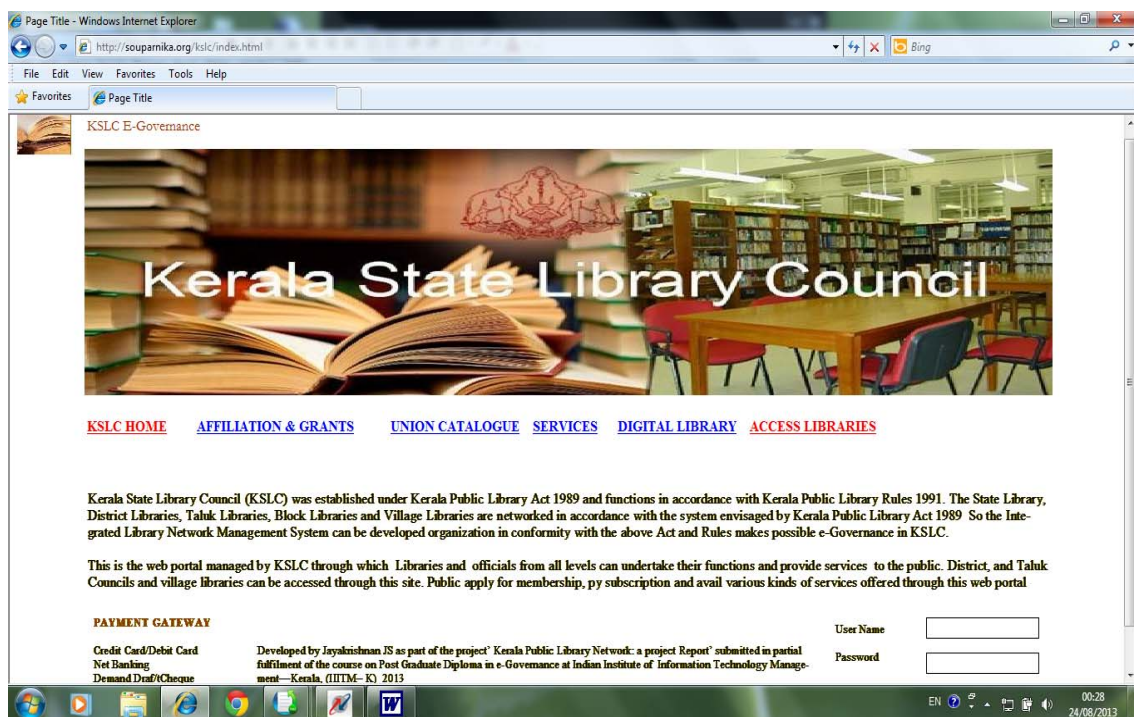 Page Title - Windows Internet Explorer
http://souparnika.org/kslc/index.html
Bing
File Edit View Favorites Tools Help
Favorites
Page Title
KSLC E-Governance
Kerala State Library Council
KSLC HOME AFFILIATION & GRANTS UNION CATALOGUE SERVICES DIGITAL LIBRARY ACCESS LIBRARIES
Kerala State Library Council (KSLC) was established under Kerala Public Library Act 1989 and functions in accordance with Kerala Public Library Rules 1991. The State Library,
District Libraries, Taluk Libraries, Block Libraries and Village Libraries are networked in accordance with the system envisaged by Kerala Public Library Act 1989 So the Inte-
grated Library Network Management System can be developed organization in conformity with the above Act and Rules makes possible e-Governance in KSLC.
This is the web portal managed by KSLC through which Libraries and officials from all levels can undertake their functions and provide services to the public. District, and Taluk
Councils and village libraries can be accessed through this site. Public apply for membership, py subscription and avail various kinds of services offered through this web portal
PAYMENT GATEWAY
Credit Card/Debit Card
Net Banking
Demand Draf/tCheque
Developed by Jayakrishnan JS as part of the project' Kerala Public Library Network: a project Report' submitted in partial
fulfilment of the course on Post Graduate Diploma in e-Governance at Indian Institute of Information Technology Manage-
ment—Kerala, (IIITM– K) 2013
User Name
Password
EN
00:28
24/08/2013